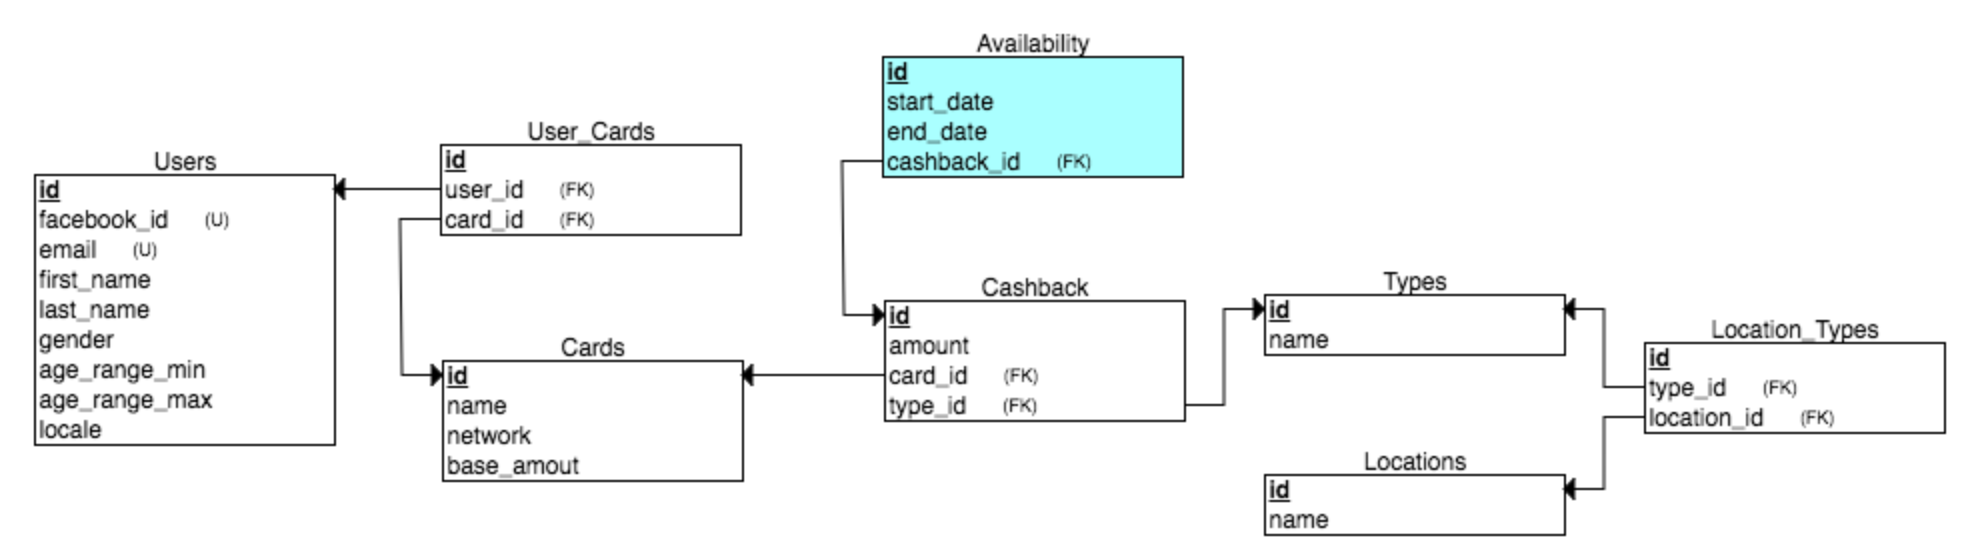 Users
id
facebook_id (U)
email (U)
first_name
last_name
gender
age_range_min
age_range_max
locale
User_Cards
id
user_id (FK)
card_id (FK)
Cards
id
name
network
base_amout
Availability
id
start_date
end_date
cashback_id (FK)
Cashback
id
amount
card_id (FK)
type_id (FK)
Types
id
name
Locations
id
name
Location_Types
id
type_id (FK)
location_id (FK)